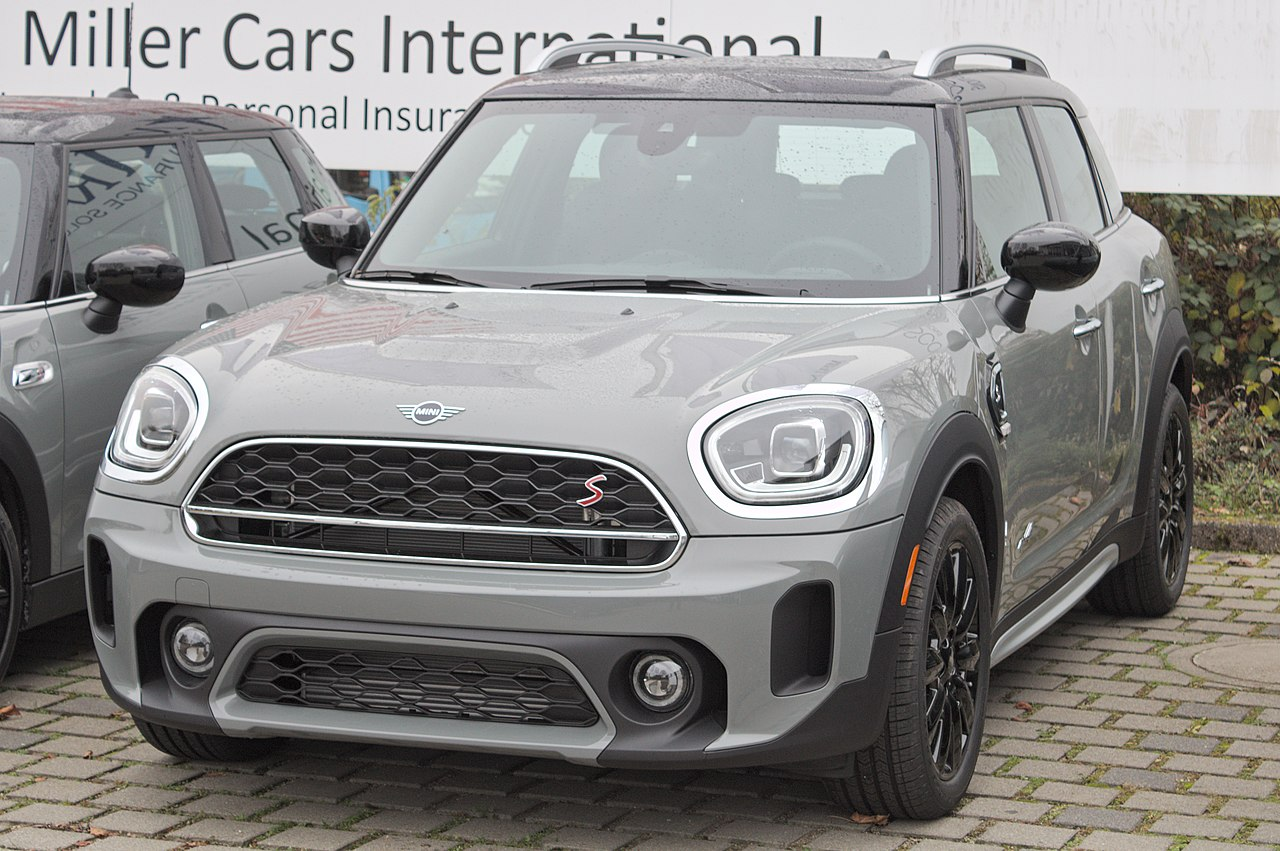 Miller Cars International
& Personal Insura
MINI
S